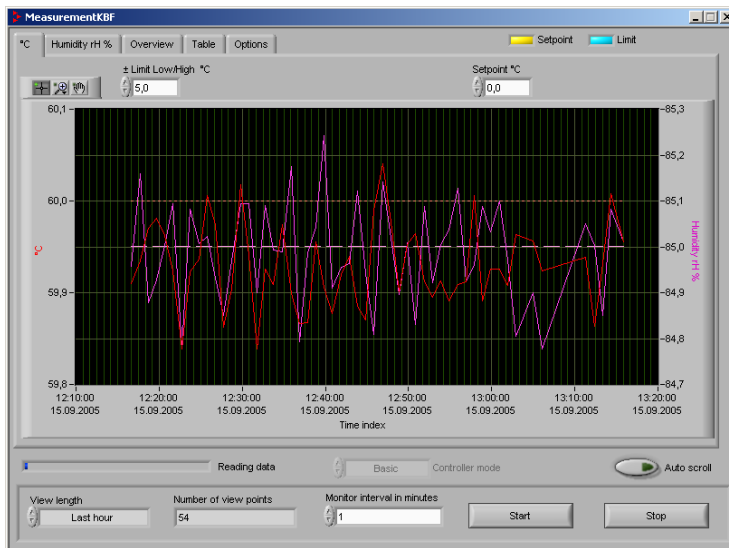 MeasurementKBF
°C Humidity rH % Overview Table Options
Setpoint Limit
± Limit Low/High °C
5,0
Setpoint °C
0,0
60,1
60,0
59,9
59,8
°C
85,3
85,2
85,1
85,0
84,9
84,8
84,7
Humidity rH %
12:10:00 12:20:00 12:30:00 12:40:00 12:50:00 13:00:00 13:10:00 13:20:00
15.09.2005 15.09.2005 15.09.2005 15.09.2005 15.09.2005 15.09.2005 15.09.2005 15.09.2005
Time index
Reading data
Basic
Controller mode
Auto scroll
View length
Last hour
Number of view points
54
Monitor interval in minutes
1
Start
Stop